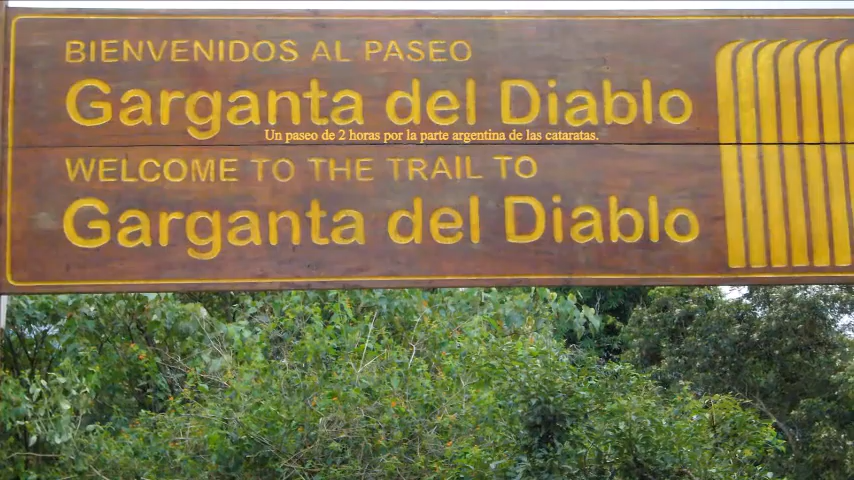 BIENVENIDOS AL PASEO
Garganta del Diablo
Un paseo de 2 horas por la parte argentina de las cataratas.
WELCOME TO THE TRAIL TO
Garganta del Diablo